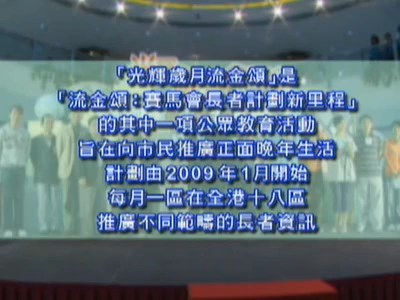 「光輝歲月流金頌」是
「流金頌:賽馬會長者計劃新里程」
的其中一項公眾教育活動
旨在向市民推廣正面晚年生活
計劃由2009年1月開始
每月一區在全港十八區
推廣不同範疇的長者資訊